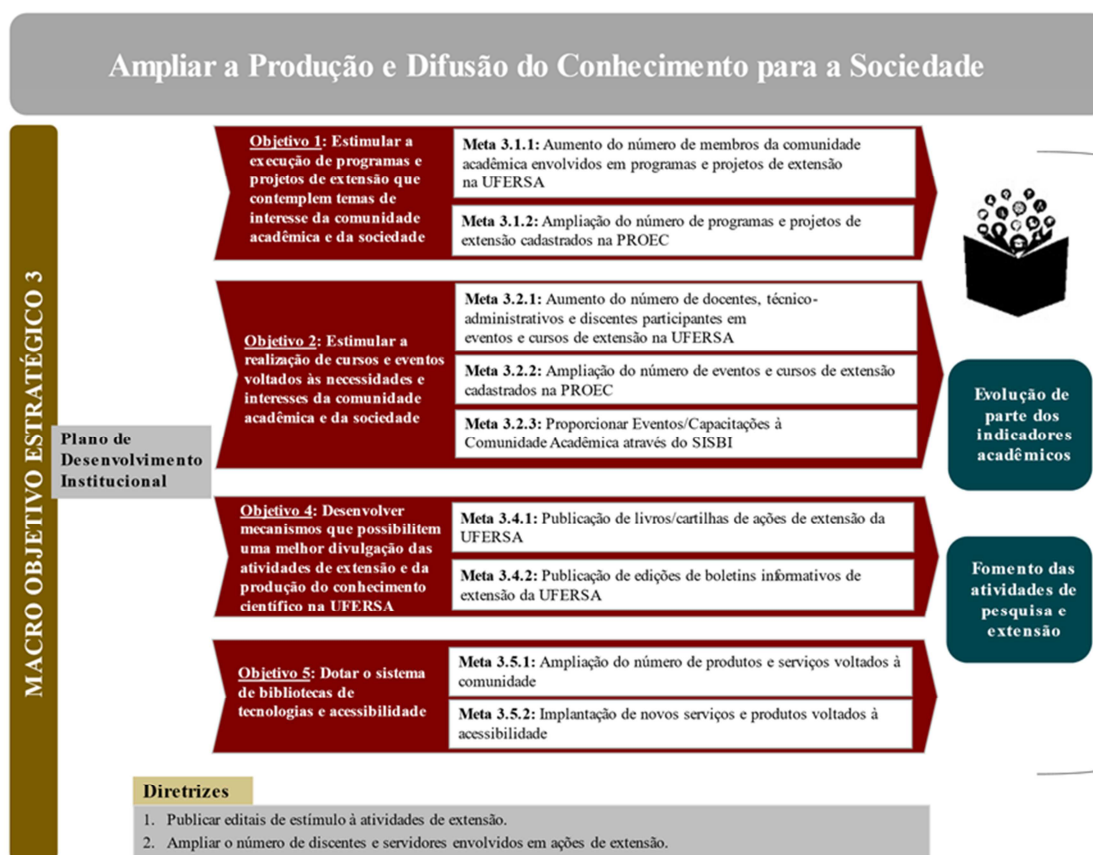 Ampliar a Produção e Difusão do Conhecimento para a Sociedade
MACRO OBJETIVO ESTRATÉGICO 3
Plano de
Desenvolvimento
Institucional
Objetivo 1: Estimular a
execução de programas e
projetos de extensão que
contemplem temas de
interesse da comunidade
acadêmica e da sociedade
Meta 3.1.1: Aumento do número de membros da comunidade
acadêmica envolvidos em programas e projetos de extensão
na UFERSA
Meta 3.1.2: Ampliação do número de programas e projetos de
extensão cadastrados na PROEC
Objetivo 2: Estimular a
realização de cursos e eventos
voltados às necessidades e
interesses da comunidade
acadêmica e da sociedade
Meta 3.2.1: Aumento do número de docentes, técnico-
administrativos e discentes participantes em
eventos e cursos de extensão na UFERSA
Meta 3.2.2: Ampliação do número de eventos e cursos de extensão
cadastrados na PROEC
Meta 3.2.3: Proporcionar Eventos/Capacitações à
Comunidade Acadêmica através do SISBI
Objetivo 4: Desenvolver
mecanismos que possibilitem
uma melhor divulgação das
atividades de extensão e da
produção do conhecimento
científico na UFERSA
Meta 3.4.1: Publicação de livros/cartilhas de ações de extensão da
UFERSA
Meta 3.4.2: Publicação de edições de boletins informativos de
extensão da UFERSA
Objetivo 5: Dotar o sistema
de bibliotecas de
tecnologias e acessibilidade
Meta 3.5.1: Ampliação do número de produtos e serviços voltados à
comunidade
Meta 3.5.2: Implantação de novos serviços e produtos voltados à
acessibilidade
Evolução de
parte dos
indicadores
acadêmicos
Fomento das
atividades de
pesquisa e
extensão
Diretrizes
1. Publicar editais de estímulo à atividades de extensão.
2. Ampliar o número de discentes e servidores envolvidos em ações de extensão.